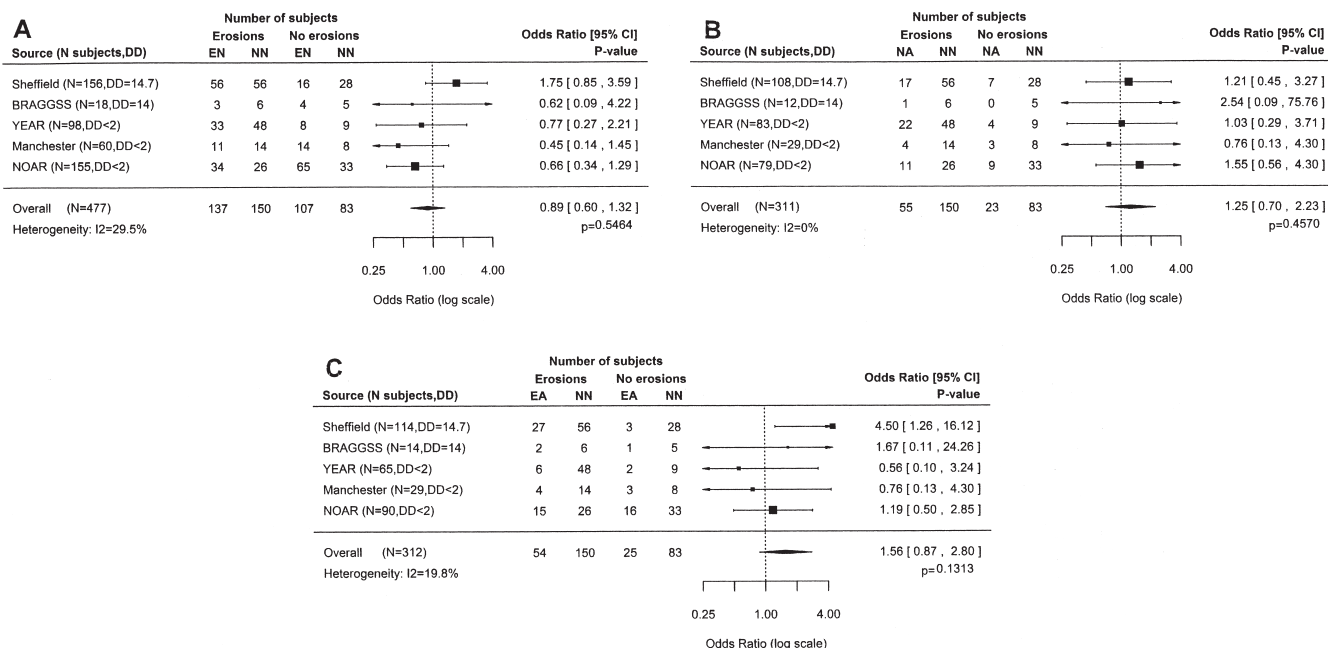 A
Number of subjects
Erosions No erosions Odds Ratio [95% CI]
Source (N subjects,DD) EN NN EN NN P-value
Sheffield (N=156,DD=14.7) 56 56 16 28 1.75 [ 0.85 , 3.59 ]
BRAGGSS (N=18,DD=14) 3 6 4 5 0.62 [ 0.09 , 4.22 ]
YEAR (N=98,DD<2) 33 48 8 9 0.77 [ 0.27 , 2.21 ]
Manchester (N=60,DD<2) 11 14 14 8 0.45 [ 0.14 , 1.45 ]
NOAR (N=155,DD<2) 34 26 65 33 0.66 [ 0.34 , 1.29 ]
Overall (N=477) 137 150 107 83 0.89 [ 0.60 , 1.32 ]
Heterogeneity: I2=29.5% p=0.5464
0.25 1.00 4.00
Odds Ratio (log scale)
B
Number of subjects
Erosions No erosions Odds Ratio [95% CI]
Source (N subjects,DD) NA NN NA NN P-value
Sheffield (N=108,DD=14.7) 17 56 7 28 1.21 [ 0.45 , 3.27 ]
BRAGGSS (N=12,DD=14) 1 6 0 5 2.54 [ 0.09 , 75.76 ]
YEAR (N=83,DD<2) 22 48 4 9 1.03 [ 0.29 , 3.71 ]
Manchester (N=29,DD<2) 4 14 3 8 0.76 [ 0.13 , 4.30 ]
NOAR (N=79,DD<2) 11 26 9 33 1.55 [ 0.56 , 4.30 ]
Overall (N=311) 55 150 23 83 1.25 [ 0.70 , 2.23 ]
Heterogeneity: I2=0% p=0.4570
0.25 1.00 4.00
Odds Ratio (log scale)
C
Number of subjects
Erosions No erosions Odds Ratio [95% CI]
Source (N subjects,DD) EA NN EA NN P-value
Sheffield (N=114,DD=14.7) 27 56 3 28 4.50 [ 1.26 , 16.12 ]
BRAGGSS (N=14,DD=14) 2 6 1 5 1.67 [ 0.11 , 24.26 ]
YEAR (N=65,DD<2) 6 48 2 9 0.56 [ 0.10 , 3.24 ]
Manchester (N=29,DD<2) 4 14 3 8 0.76 [ 0.13 , 4.30 ]
NOAR (N=90,DD<2) 15 26 16 33 1.19 [ 0.50 , 2.85 ]
Overall (N=312) 54 150 25 83 1.56 [ 0.87 , 2.80 ]
Heterogeneity: I2=19.8% p=0.1313
0.25 1.00 4.00
Odds Ratio (log scale)